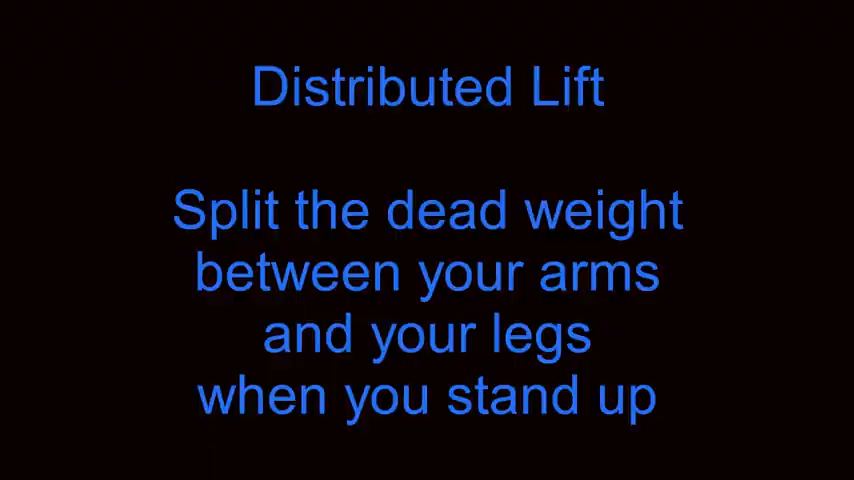 Distributed Lift
Split the dead weight
between your arms
and your legs
when you stand up